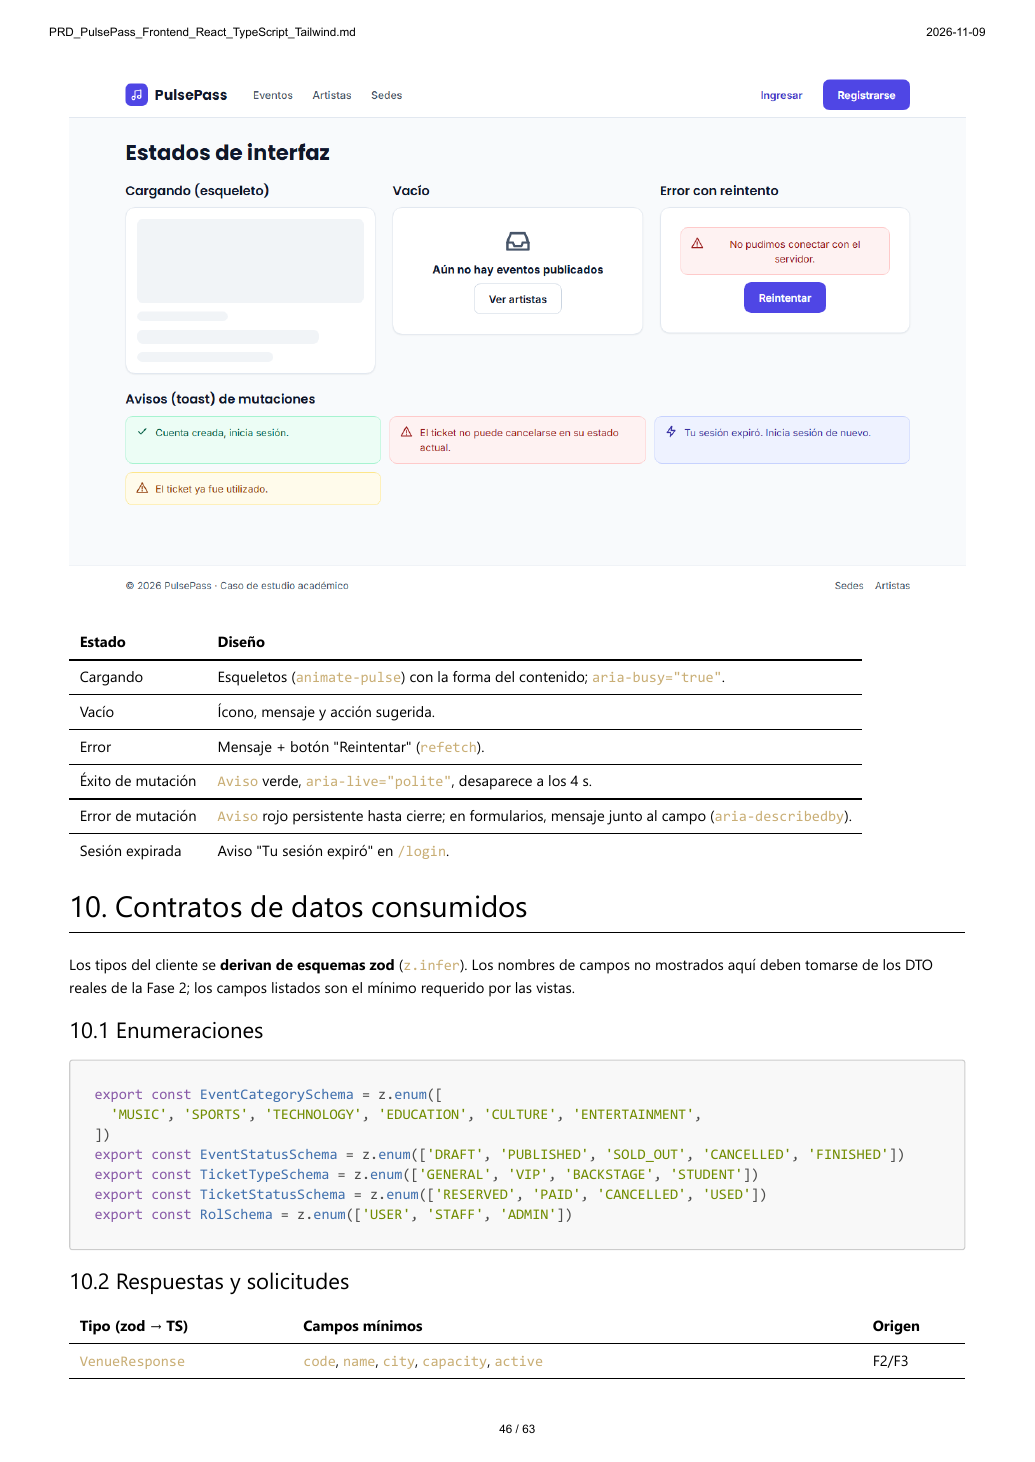 PRD_PulsePass_Frontend_React_TypeScript_Tailwind.md 2026-11-09
PulsePass Eventos Artistas Sedes Ingresar Registrarse
Estados de interfaz
Cargando (esqueleto) Vacío Error con reintento
No pudimos conectar con el
servidor.
Aún no hay eventos publicados
Ver artistas
Reintentar
Avisos (toast) de mutaciones
Cuenta creada, inicia sesión.
El ticket no puede cancelarse en su estado
actual.
Tu sesión expiró. Inicia sesión de nuevo.
El ticket ya fue utilizado.
© 2026 PulsePass · Caso de estudio académico Sedes Artistas
Estado Diseño
Cargando Esqueletos (animate-pulse) con la forma del contenido; aria-busy="true".
Vacío Ícono, mensaje y acción sugerida.
Error Mensaje + botón "Reintentar" (refetch).
Éxito de mutación Aviso verde, aria-live="polite", desaparece a los 4 s.
Error de mutación Aviso rojo persistente hasta cierre; en formularios, mensaje junto al campo (aria-describedby).
Sesión expirada Aviso "Tu sesión expiró" en /login.
10. Contratos de datos consumidos
Los tipos del cliente se derivan de esquemas zod (z.infer). Los nombres de campos no mostrados aquí deben tomarse de los DTO
reales de la Fase 2; los campos listados son el mínimo requerido por las vistas.
10.1 Enumeraciones
export const EventCategorySchema = z.enum([
  'MUSIC', 'SPORTS', 'TECHNOLOGY', 'EDUCATION', 'CULTURE', 'ENTERTAINMENT',
])
export const EventStatusSchema = z.enum(['DRAFT', 'PUBLISHED', 'SOLD_OUT', 'CANCELLED', 'FINISHED'])
export const TicketTypeSchema = z.enum(['GENERAL', 'VIP', 'BACKSTAGE', 'STUDENT'])
export const TicketStatusSchema = z.enum(['RESERVED', 'PAID', 'CANCELLED', 'USED'])
export const RolSchema = z.enum(['USER', 'STAFF', 'ADMIN'])
10.2 Respuestas y solicitudes
Tipo (zod → TS) Campos mínimos Origen
VenueResponse code, name, city, capacity, active F2/F3
46 / 63